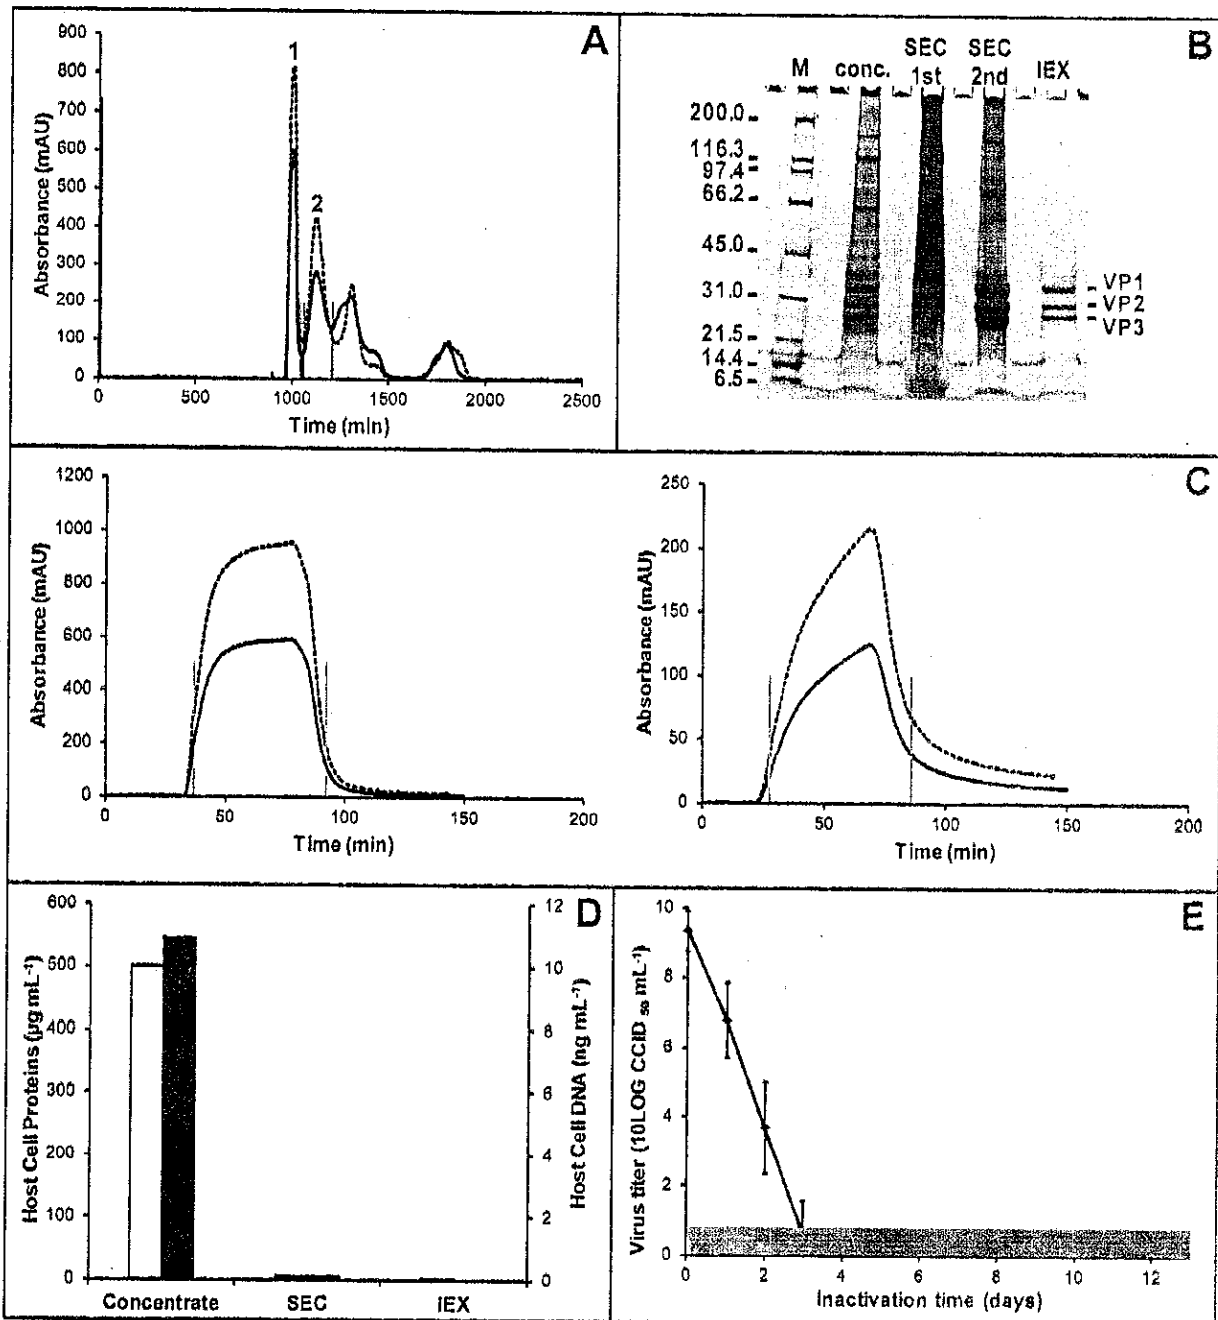 A
900
800
700
600
500
400
300
200
100
0
Absorbance (mAU)
1
2
0 500 1000 1500 2000 2500
Time (min)
B
SEC SEC
M conc. 1st 2nd IEX
200.0
116.3
97.4
66.2
45.0
31.0
21.5
14.4
6.5
VP1
VP2
VP3
C
1200
1000
800
600
400
200
0
Absorbance (mAU)
0 50 100 150 200
Time (min)
250
200
150
100
50
0
Absorbance (mAU)
0 50 100 150 200
Time (min)
D
600
500
400
300
200
100
0
Host Cell Proteins (µg mL⁻¹)
12
10
8
6
4
2
0
Host Cell DNA (ng mL⁻¹)
Concentrate SEC IEX
E
10
8
6
4
2
0
Virus titer (10LOG CCID 50 mL⁻¹)
0 2 4 6 8 10 12
Inactivation time (days)